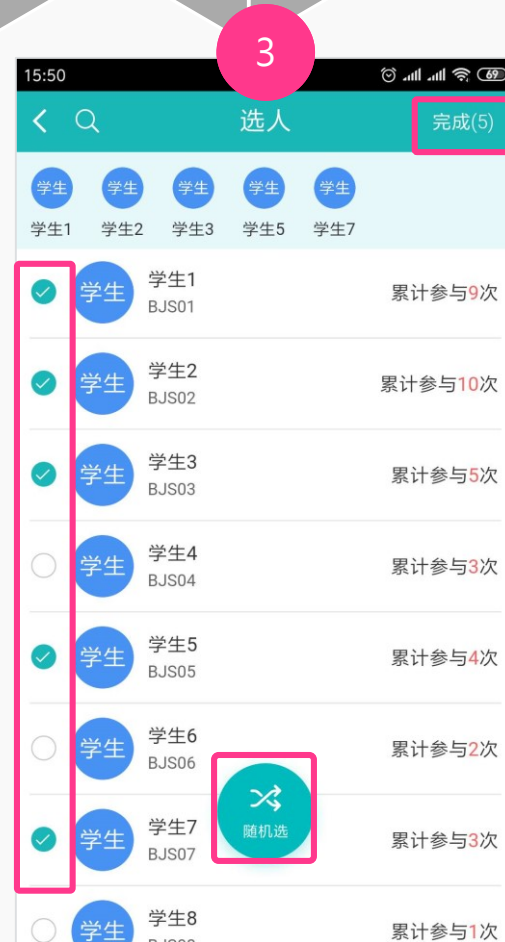 3
15:50
69
选人
完成(5)
学生 学生 学生 学生 学生
学生1 学生2 学生3 学生5 学生7
学生
学生1
BJS01
累计参与9次
学生
学生2
BJS02
累计参与10次
学生
学生3
BJS03
累计参与5次
学生
学生4
BJS04
累计参与3次
学生
学生5
BJS05
累计参与4次
学生
学生6
BJS06
累计参与2次
随机选
学生
学生7
BJS07
累计参与3次
学生
学生8
累计参与1次